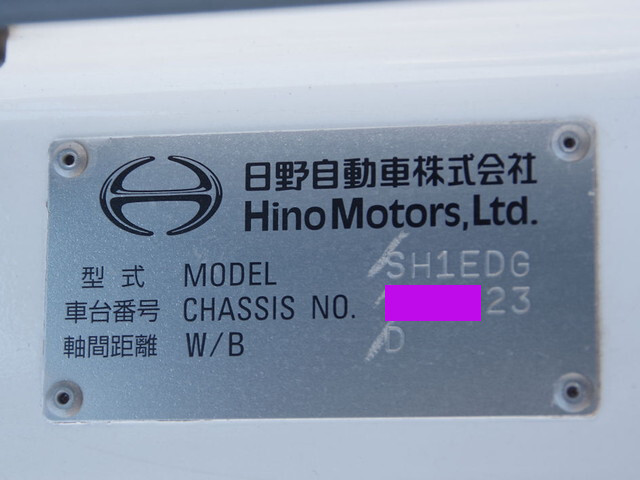 日野自動車株式会社
Hino Motors, Ltd.
型式 MODEL SH1EDG
車台番号 CHASSIS NO. 23
軸間距離 W/B D